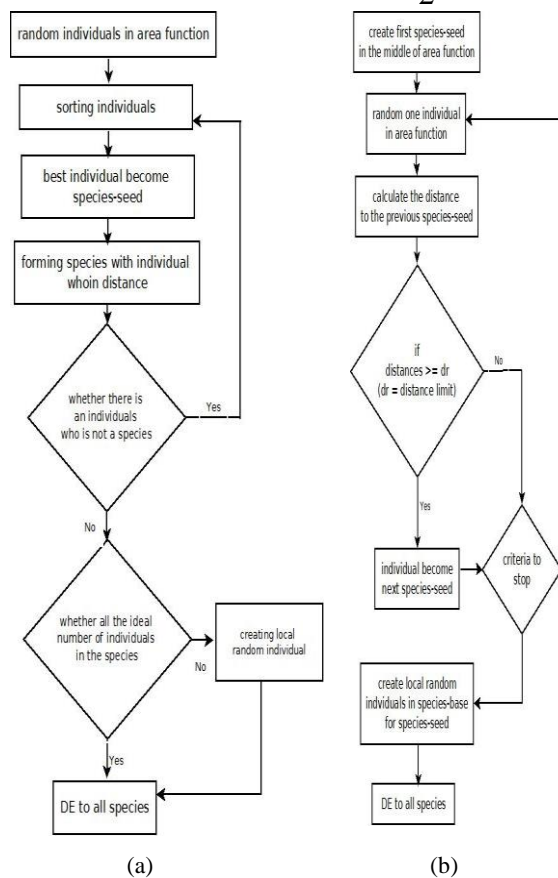 2
random individuals in area function
sorting individuals
best individual become
species-seed
forming species with individual
whoin distance
whether there is
an individuals
who is not a species
Yes
No
whether all the ideal
number of individuals
in the species
No
creating local
random individual
Yes
DE to all species
(a)
create first species-seed
in the middle of area function
random one individual
in area function
calculate the distance
to the previous species-seed
if
distances >= dr
(dr = distance limit)
No
Yes
individual become
next species-seed
criteria to
stop
create local random
indviduals in species-base
for species-seed
DE to all species
(b)